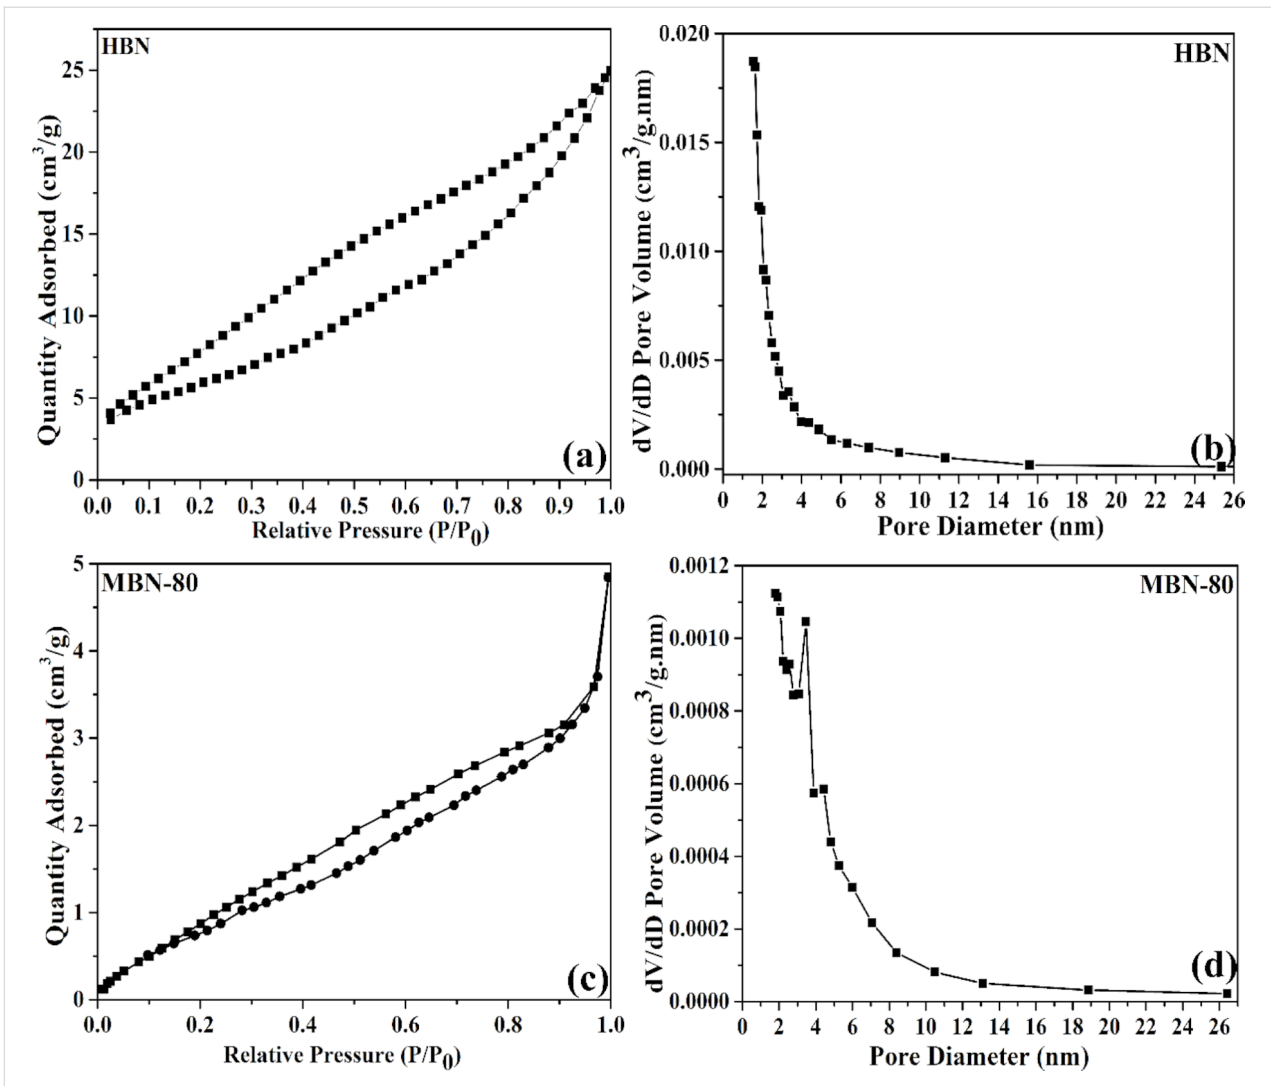 HBN
25
20
15
10
5
0
Quantity Adsorbed (cm³/g)
(a)
0.0 0.1 0.2 0.3 0.4 0.5 0.6 0.7 0.8 0.9 1.0
Relative Pressure (P/P₀)
HBN
0.020
0.015
0.010
0.005
0.000
dV/dD Pore Volume (cm³/g.nm)
(b)
0 2 4 6 8 10 12 14 16 18 20 22 24 26
Pore Diameter (nm)
MBN-80
5
4
3
2
1
0
Quantity Adsorbed (cm³/g)
(c)
0.0 0.2 0.4 0.6 0.8 1.0
Relative Pressure (P/P₀)
MBN-80
0.0012
0.0010
0.0008
0.0006
0.0004
0.0002
0.0000
dV/dD Pore Volume (cm³/g.nm)
(d)
0 2 4 6 8 10 12 14 16 18 20 22 24 26
Pore Diameter (nm)